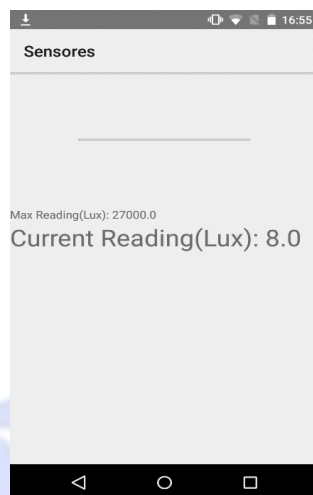 16:55
Sensores
Max Reading(Lux): 27000.0
Current Reading(Lux): 8.0